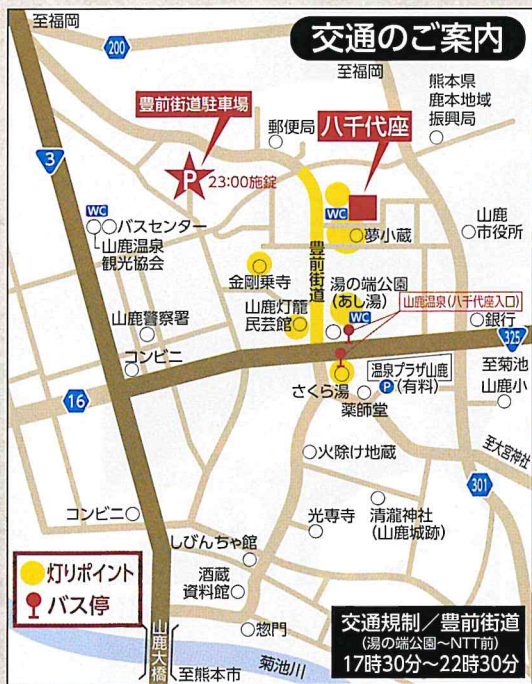 交通のご案内
至福岡
200
至福岡
熊本県
鹿本地域
振興局
豊前街道駐車場
郵便局
八千代座
3
P
23:00施錠
WC
バスセンター
山鹿温泉
観光協会
WC
夢小蔵
山鹿
市役所
豊前街道
金剛乗寺
湯の端公園
(あし湯)
WC
山鹿温泉(八千代座入口)
山鹿灯籠
民芸館
銀行
山鹿警察署
325
コンビニ
至菊池
温泉プラザ山鹿
P(有料)
山鹿小
16
さくら湯
薬師堂
至大宮神社
火除け地蔵
301
コンビニ
光専寺
清瀧神社
(山鹿城跡)
しびんちゃ館
灯りポイント
バス停
酒蔵
資料館
惣門
山鹿大橋
至熊本市
菊池川
交通規制/豊前街道
(湯の端公園~NTT前)
17時30分~22時30分